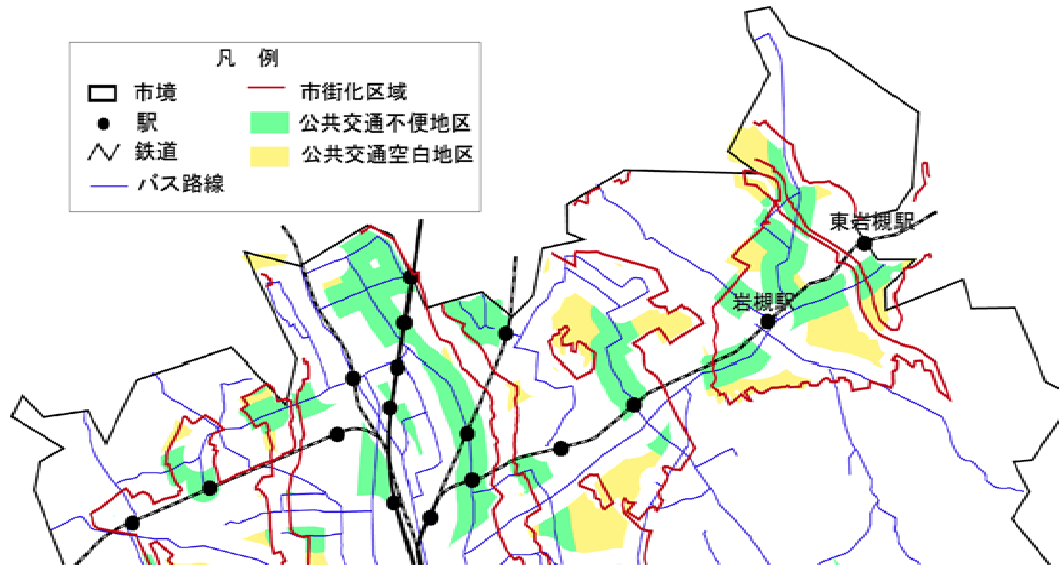 凡 例
市境
市街化区域
駅
公共交通不便地区
鉄道
公共交通空白地区
バス路線
東岩槻駅
岩槻駅